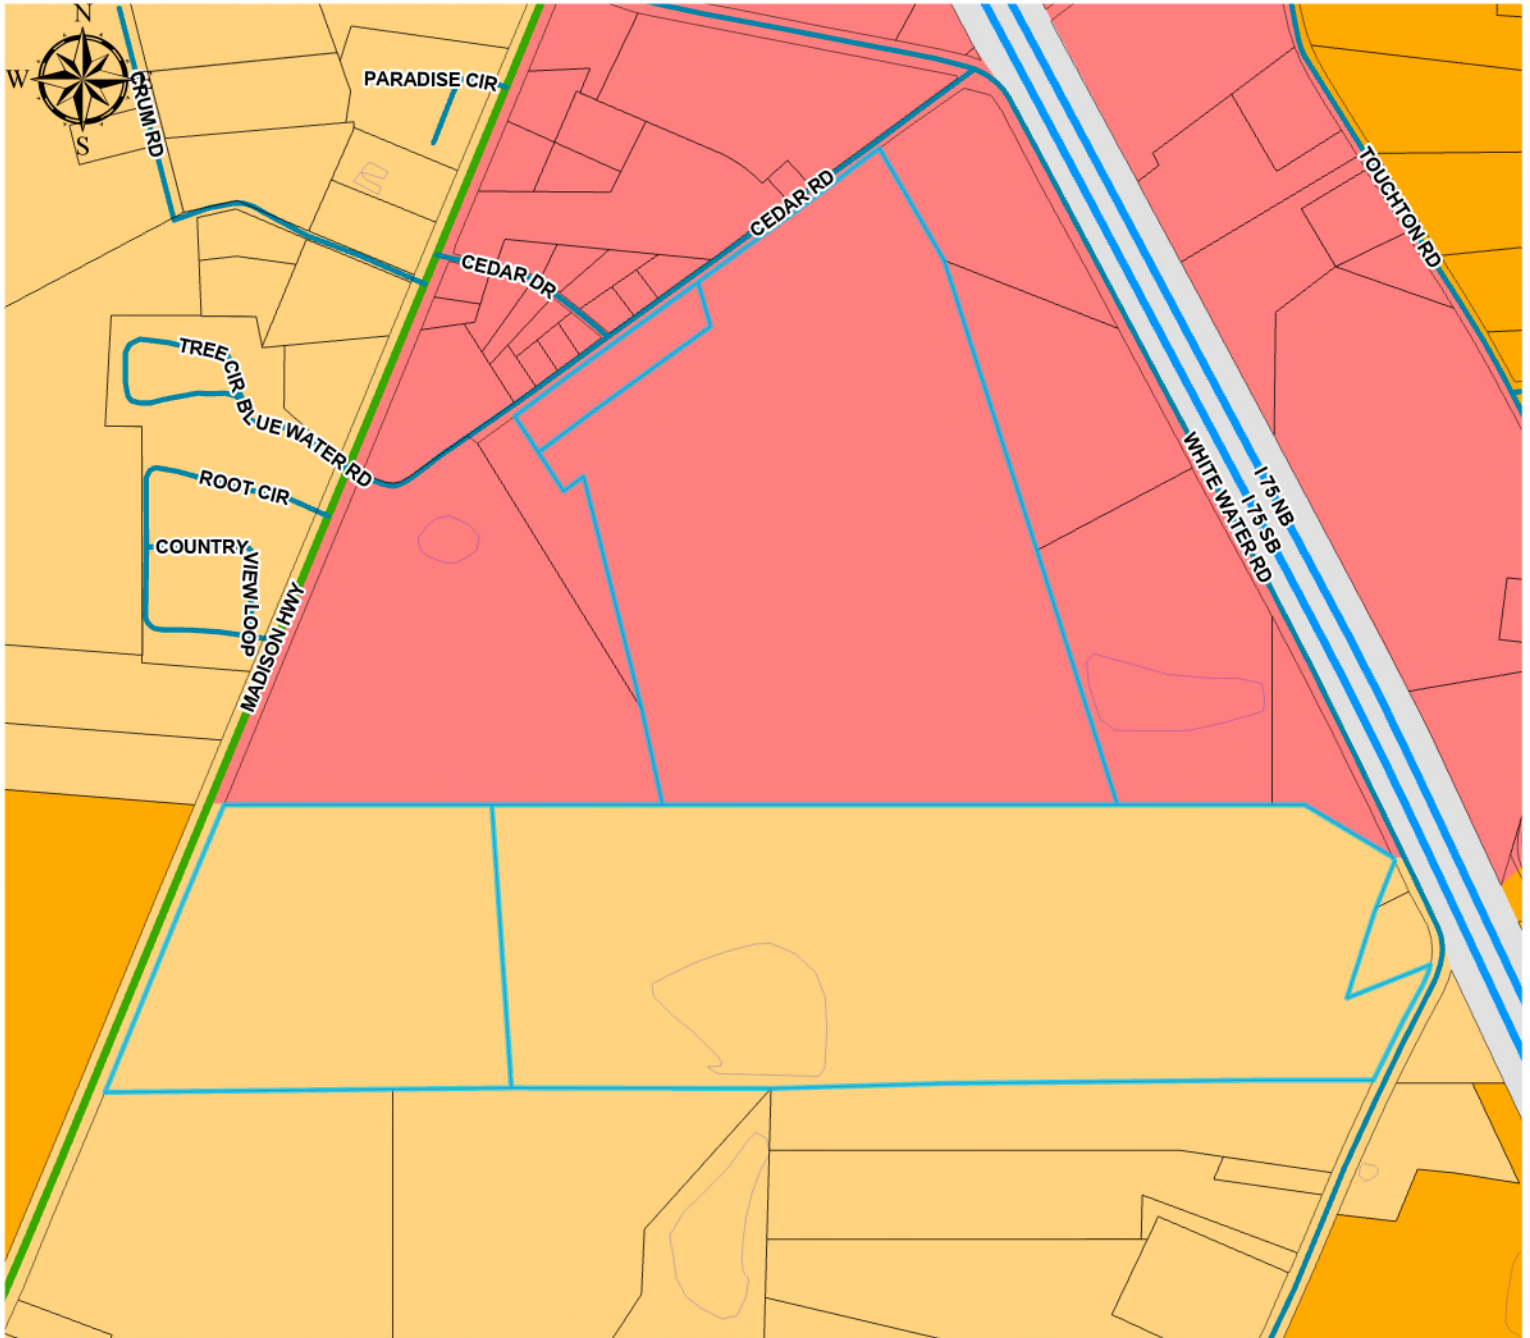 N
W
S
CRUM RD
PARADISE CIR
TOUCHTON RD
CEDAR RD
CEDAR DR
TREE CIR
BLUE WATER RD
ROOT CIR
COUNTRY VIEW LOOP
MADISON HWY
I 75 NB
I 75 SB
WHITE WATER RD